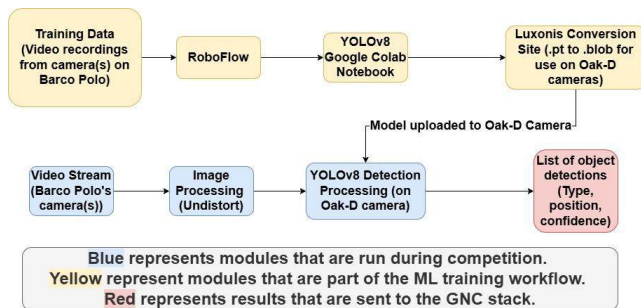 Training Data
(Video recordings
from camera(s) on
Barco Polo)
RoboFlow
YOLOv8
Google Colab
Notebook
Luxonis Conversion
Site (.pt to .blob for
use on Oak-D
cameras)
Model uploaded to Oak-D Camera
Video Stream
(Barco Polo's
camera(s))
Image
Processing
(Undistort)
YOLOv8 Detection
Processing (on
Oak-D camera)
List of object
detections
(Type,
position,
confidence)
Blue represents modules that are run during competition.
Yellow represent modules that are part of the ML training workflow.
Red represents results that are sent to the GNC stack.